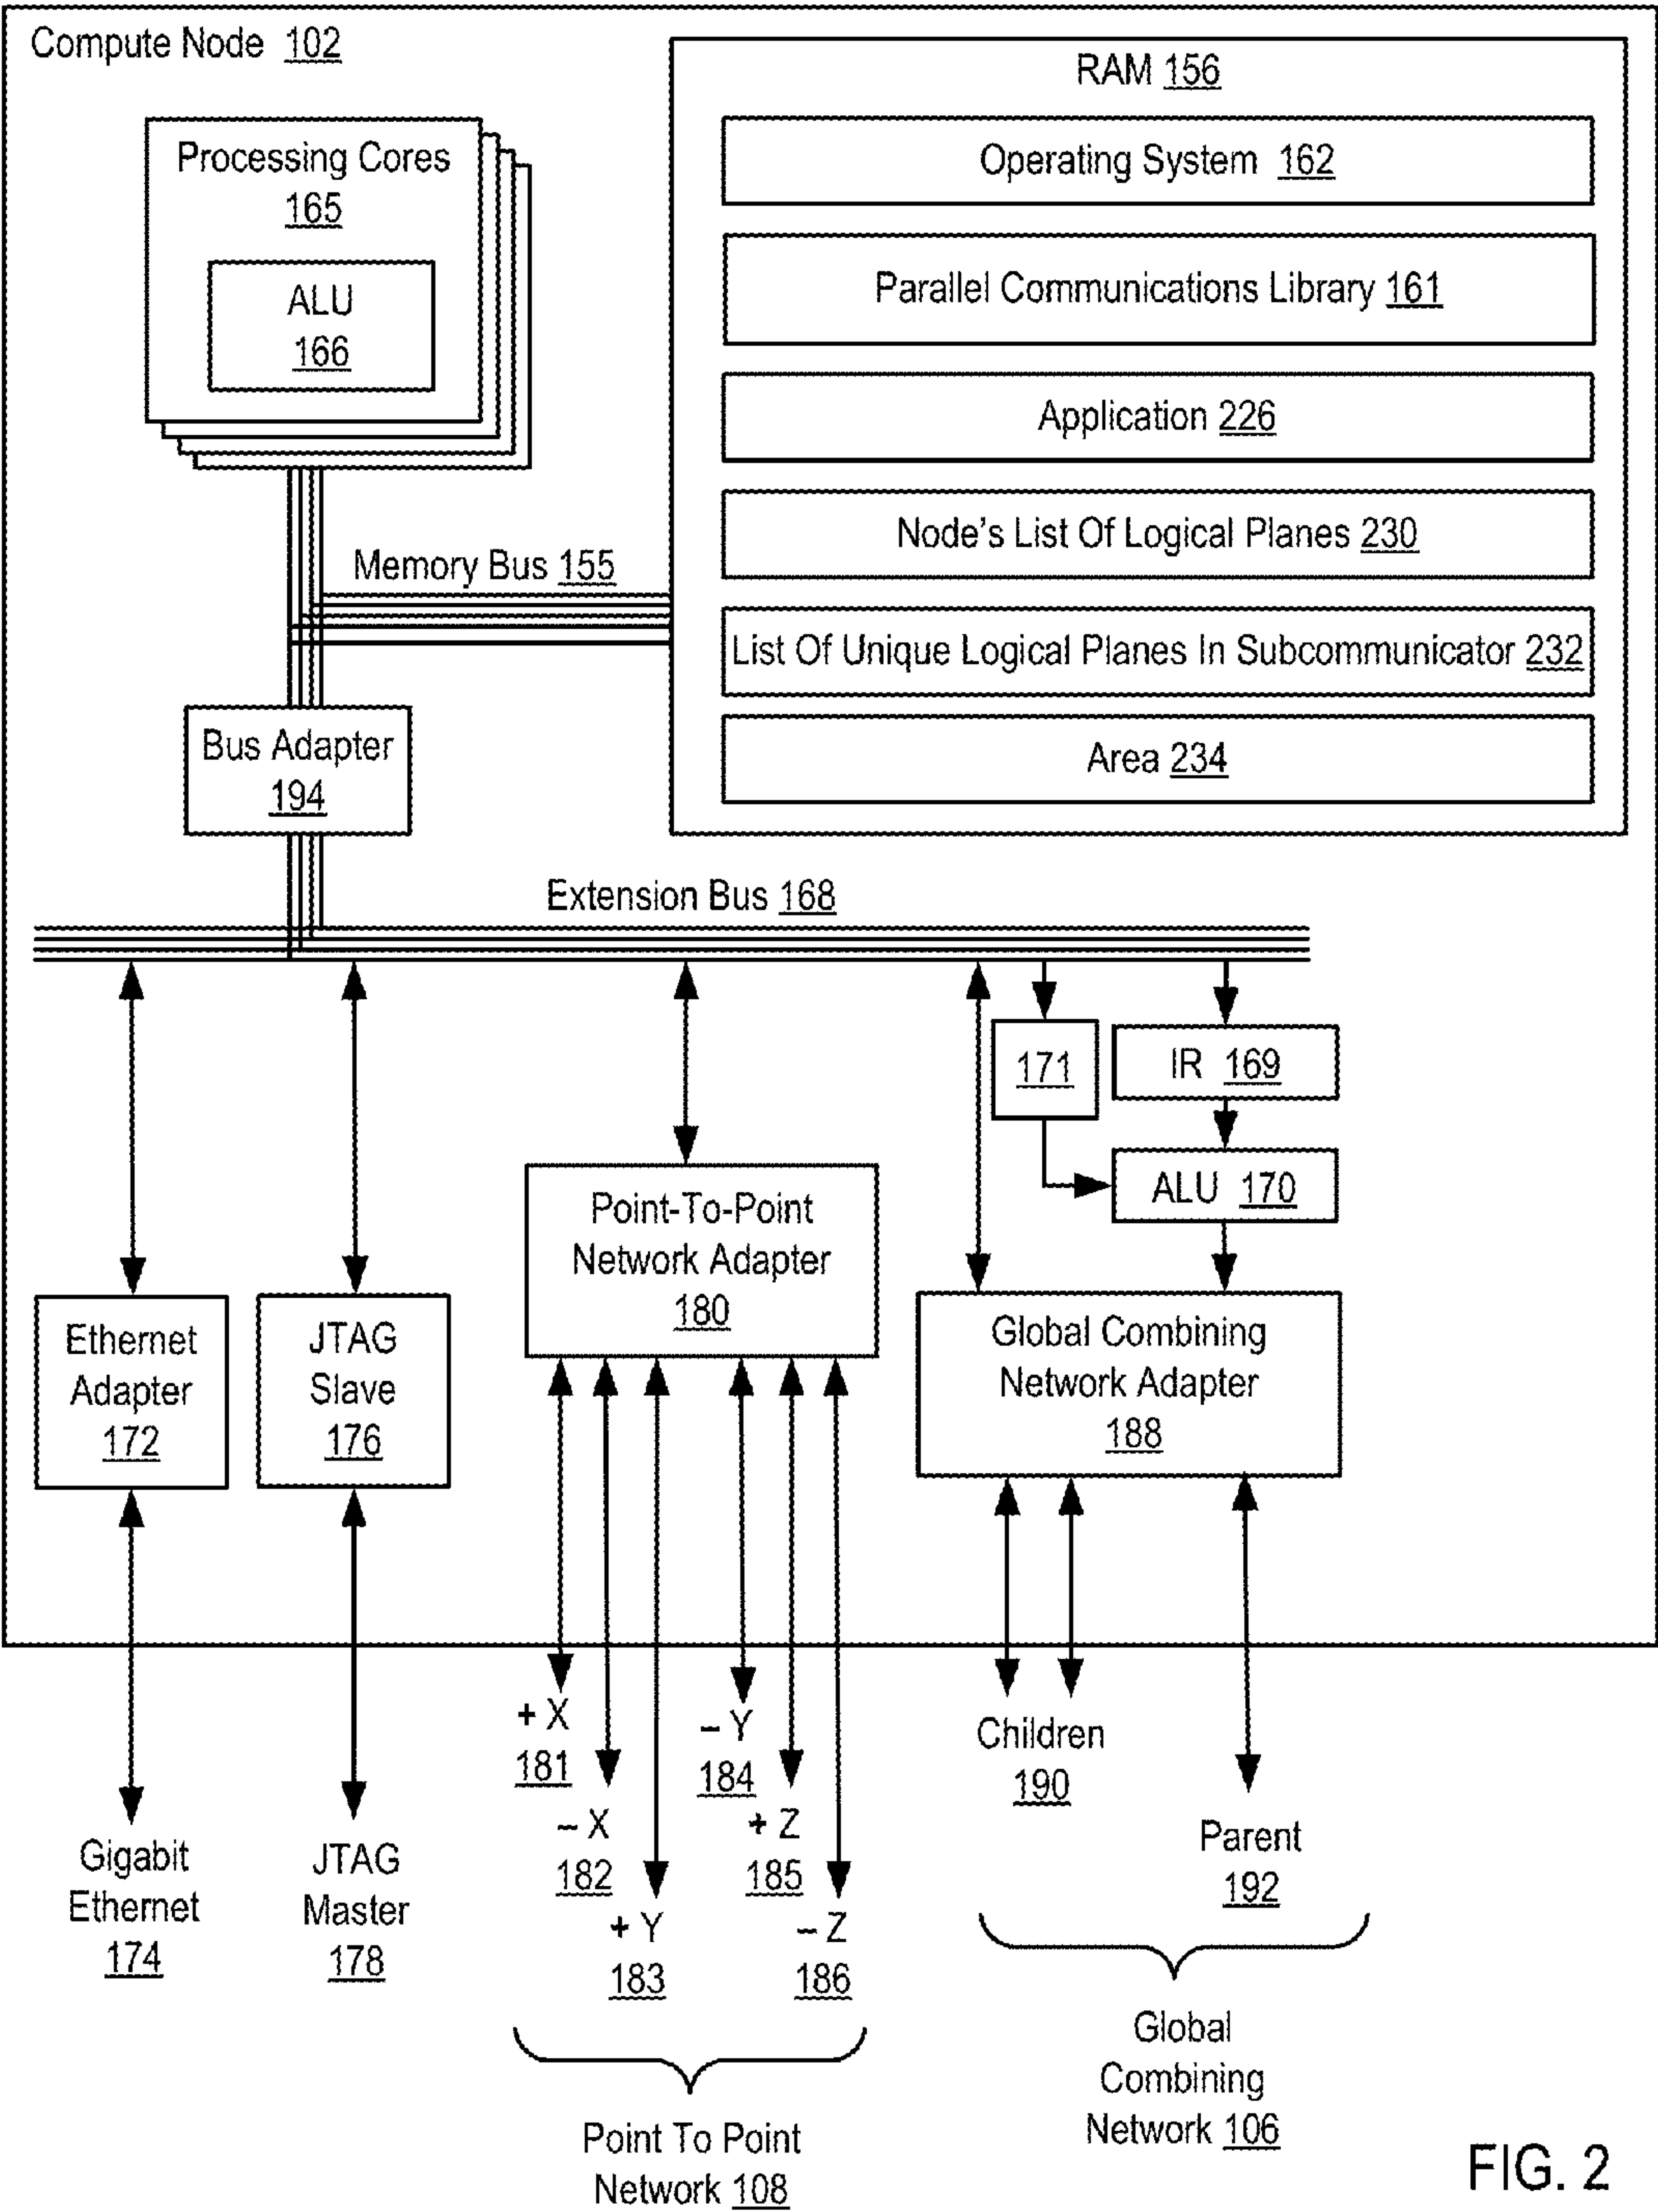 Compute Node 102
RAM 156
Processing Cores
165
ALU
166
Operating System 162
Parallel Communications Library 161
Application 226
Node's List Of Logical Planes 230
List Of Unique Logical Planes In Subcommunicator 232
Area 234
Memory Bus 155
Bus Adapter
194
Extension Bus 168
171
IR 169
ALU 170
Point-To-Point
Network Adapter
180
Ethernet
Adapter
172
JTAG
Slave
176
Global Combining
Network Adapter
188
+ X
181
– X
182
+ Y
183
– Y
184
+ Z
185
– Z
186
Children
190
Parent
192
Gigabit
Ethernet
174
JTAG
Master
178
Point To Point
Network 108
Global
Combining
Network 106
FIG. 2